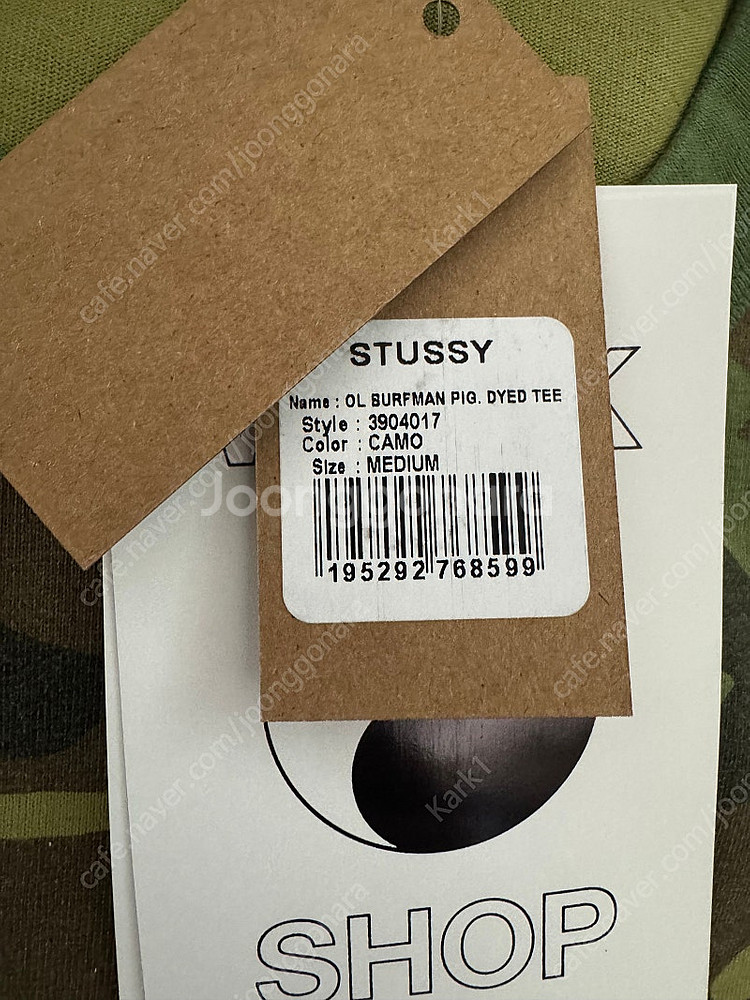 STUSSY
Name : OL BURFMAN PIG. DYED TEE
Style : 3904017
Color : CAMO
Size : MEDIUM
Joonggonara
195292 768599
SHOP
cafe.naver.com/joonggonara
Kark1